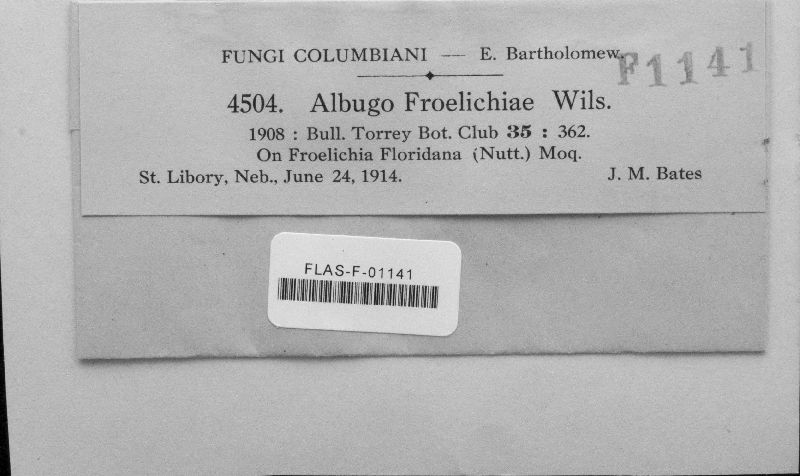 FUNGI COLUMBIANI — E. Bartholomew.
F1141
4504. Albugo Froelichiae Wils.
1908 : Bull. Torrey Bot. Club 35 : 362.
On Froelichia Floridana (Nutt.) Moq.
St. Libory, Neb., June 24, 1914. J. M. Bates
FLAS-F-01141